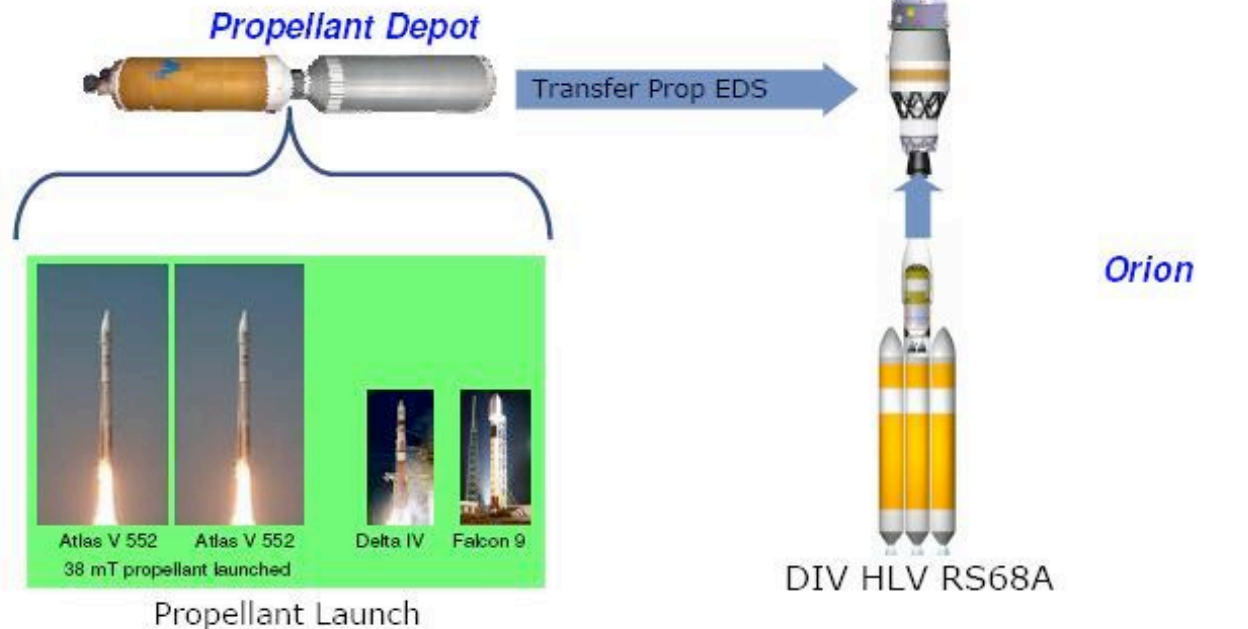 Propellant Depot
Transfer Prop EDS
Orion
Atlas V 552
Atlas V 552
Delta IV
Falcon 9
38 mT propellant launched
DIV HLV RS68A
Propellant Launch